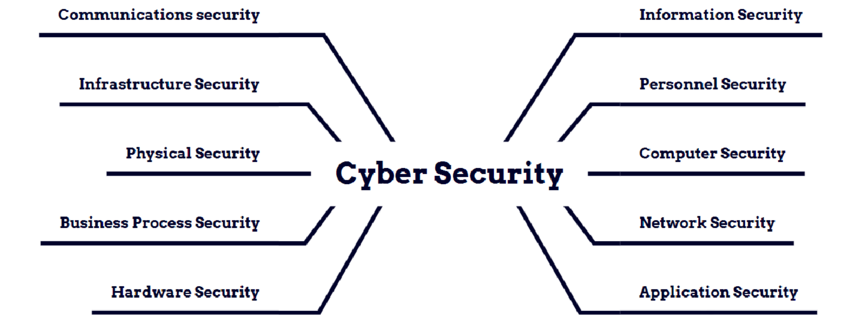 Communications security
Information Security
Infrastructure Security
Personnel Security
Physical Security
Computer Security
Cyber Security
Business Process Security
Network Security
Hardware Security
Application Security